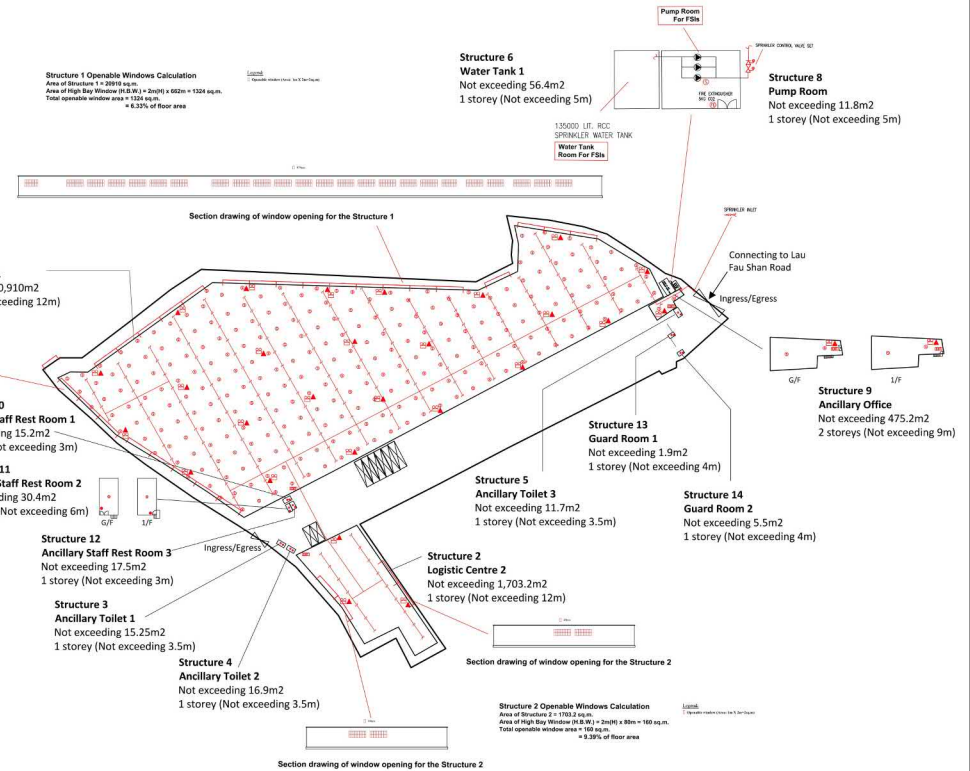 Pump Room
For FSIs
SPRINKLER CONTROL VALVE SET
Structure 6
Water Tank 1
Not exceeding 56.4m2
1 storey (Not exceeding 5m)
Structure 8
Pump Room
Not exceeding 11.8m2
1 storey (Not exceeding 5m)
FIRE EXTINGUISHER
5KG CO2
135000 LIT. RCC
SPRINKLER WATER TANK
Water Tank
Room For FSIs
Structure 1 Openable Windows Calculation
Area of Structure 1 = 20910 sq.m.
Area of High Bay Window (H.B.W.) = 2m(H) x 662m = 1324 sq.m.
Total openable window area = 1324 sq.m.
= 6.33% of floor area
Legend:
Section drawing of window opening for the Structure 1
SPRINKLER INLET
Connecting to Lau
Fau Shan Road
Ingress/Egress
0,910m2
ceeding 12m)
G/F
1/F
Structure 9
Ancillary Office
Not exceeding 475.2m2
2 storeys (Not exceeding 9m)
0
aff Rest Room 1
ng 15.2m2
ot exceeding 3m)
11
Staff Rest Room 2
ding 30.4m2
(Not exceeding 6m)
G/F
1/F
Structure 13
Guard Room 1
Not exceeding 1.9m2
1 storey (Not exceeding 4m)
Structure 5
Ancillary Toilet 3
Not exceeding 11.7m2
1 storey (Not exceeding 3.5m)
Structure 14
Guard Room 2
Not exceeding 5.5m2
1 storey (Not exceeding 4m)
Structure 12
Ancillary Staff Rest Room 3
Not exceeding 17.5m2
1 storey (Not exceeding 3m)
Ingress/Egress
Structure 2
Logistic Centre 2
Not exceeding 1,703.2m2
1 storey (Not exceeding 12m)
Structure 3
Ancillary Toilet 1
Not exceeding 15.25m2
1 storey (Not exceeding 3.5m)
Structure 4
Ancillary Toilet 2
Not exceeding 16.9m2
1 storey (Not exceeding 3.5m)
Section drawing of window opening for the Structure 2
Structure 2 Openable Windows Calculation
Area of Structure 2 = 1703.2 sq.m.
Area of High Bay Window (H.B.W.) = 2m(H) x 80m = 160 sq.m.
Total openable window area = 160 sq.m.
= 9.39% of floor area
Legend:
Section drawing of window opening for the Structure 2